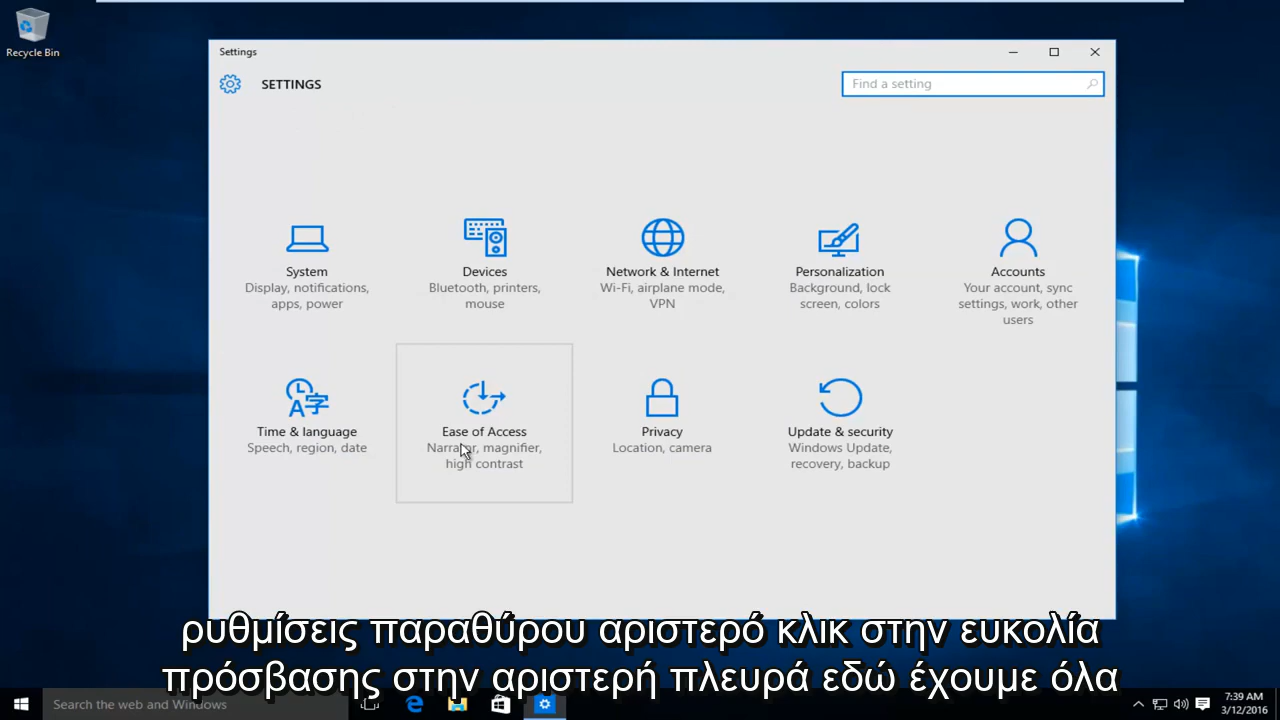 Recycle Bin
Settings
SETTINGS
Find a setting
System
Display, notifications,
apps, power
Devices
Bluetooth, printers,
mouse
Network & Internet
Wi-Fi, airplane mode,
VPN
Personalization
Background, lock
screen, colors
Accounts
Your account, sync
settings, work, other
users
Time & language
Speech, region, date
Ease of Access
Narrator, magnifier,
high contrast
Privacy
Location, camera
Update & security
Windows Update,
recovery, backup
ρυθμίσεις παραθύρου αριστερό κλικ στην ευκολία
πρόσβασης στην αριστερή πλευρά εδώ έχουμε όλα
Search the web and Windows
7:39 AM
3/12/2016